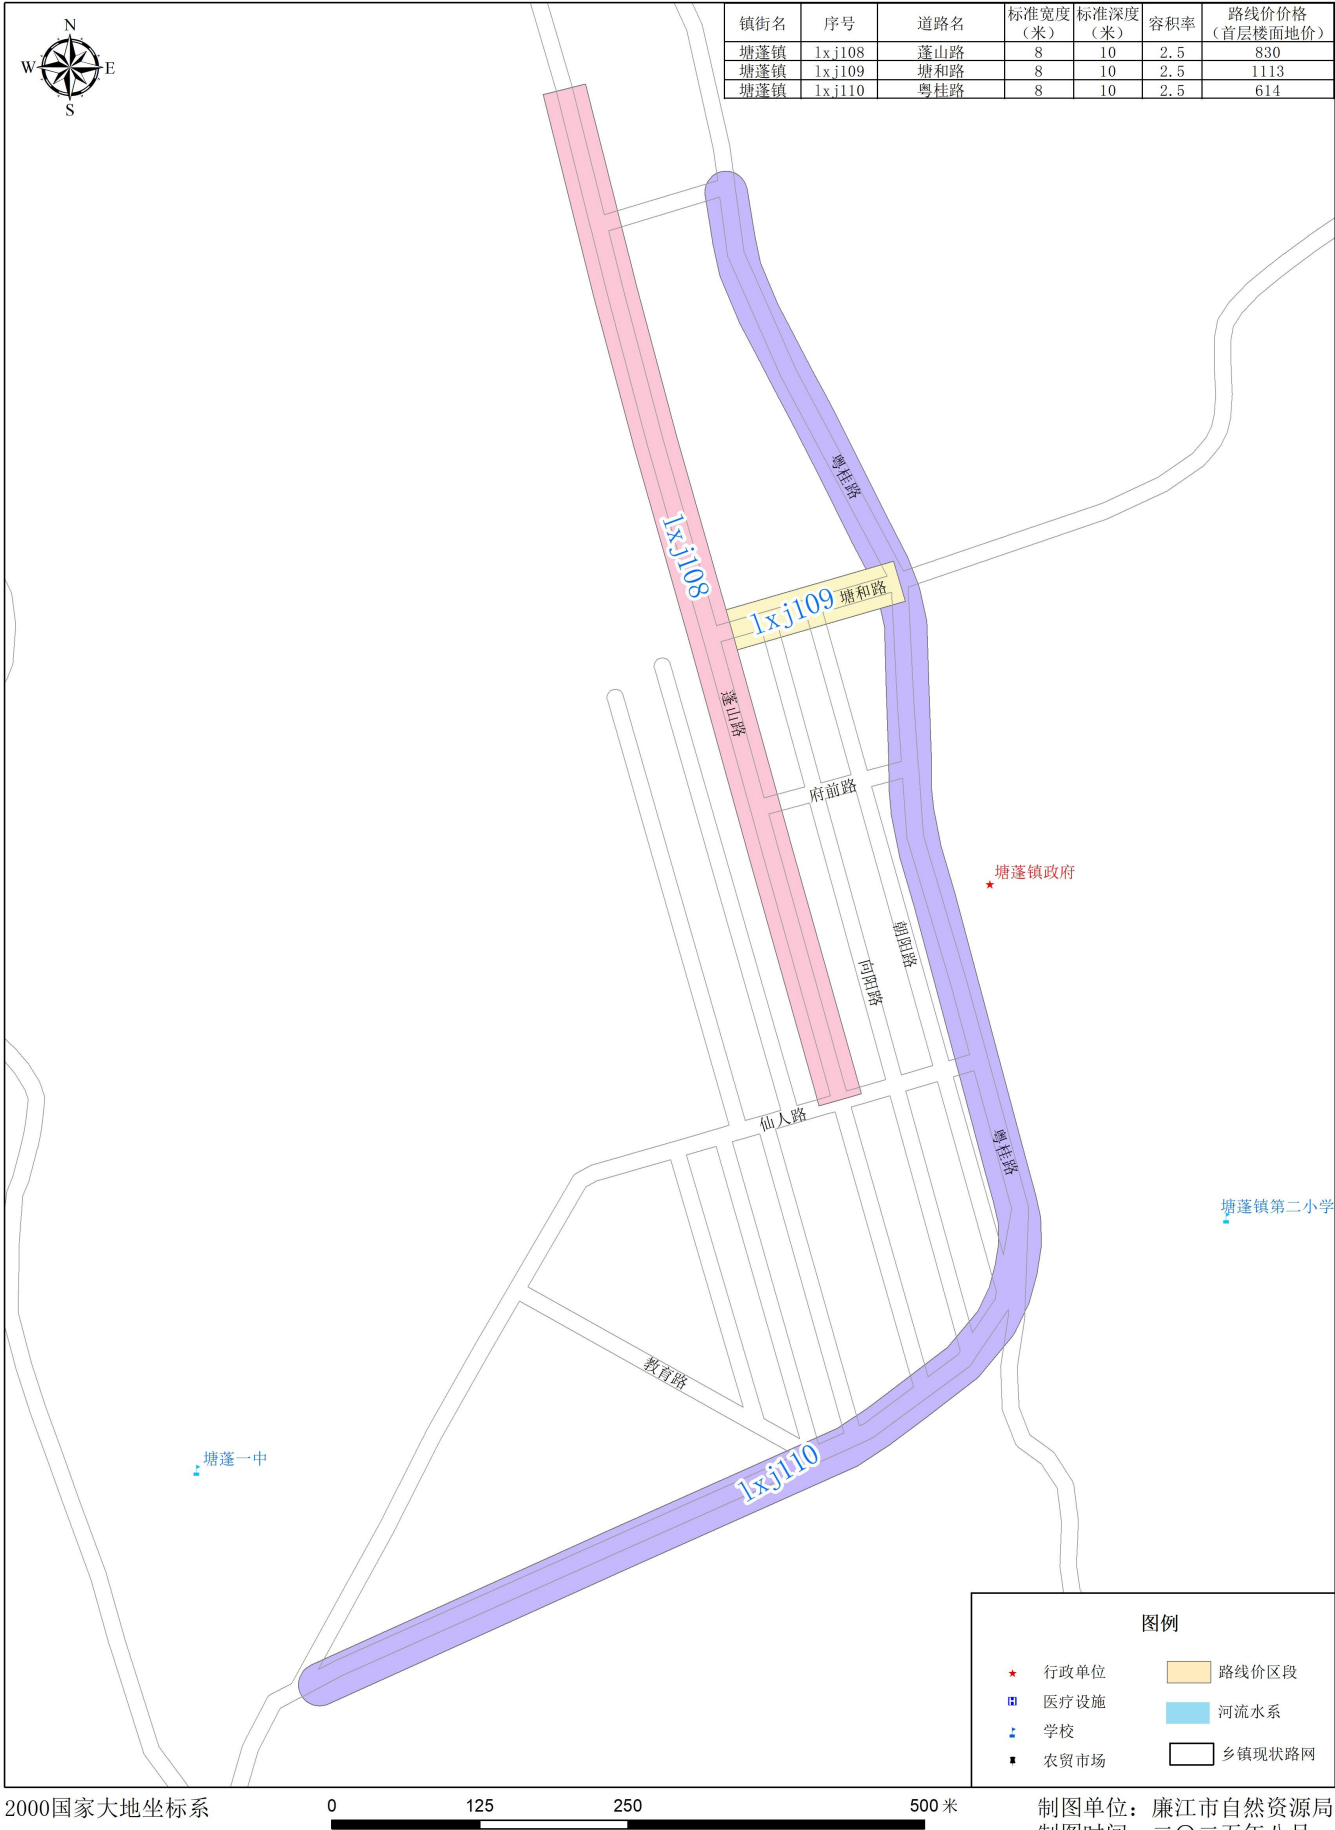 镇街名 序号 道路名 标准宽度（米） 标准深度（米） 容积率 路线价价格（首层楼面地价）
塘蓬镇 lxj108 蓬山路 8 10 2.5 830
塘蓬镇 lxj109 塘和路 8 10 2.5 1113
塘蓬镇 lxj110 粤桂路 8 10 2.5 614
N
W E
S
粤桂路
lxj108
lxj109
塘和路
蓬山路
府前路
塘蓬镇政府
朝阳路
向阳路
仙人路
粤桂路
塘蓬镇第二小学
教育路
塘蓬一中
lxj110
图例
行政单位
路线价区段
医疗设施
河流水系
学校
农贸市场
乡镇现状路网
2000国家大地坐标系
0 125 250 500 米
制图单位：廉江市自然资源局